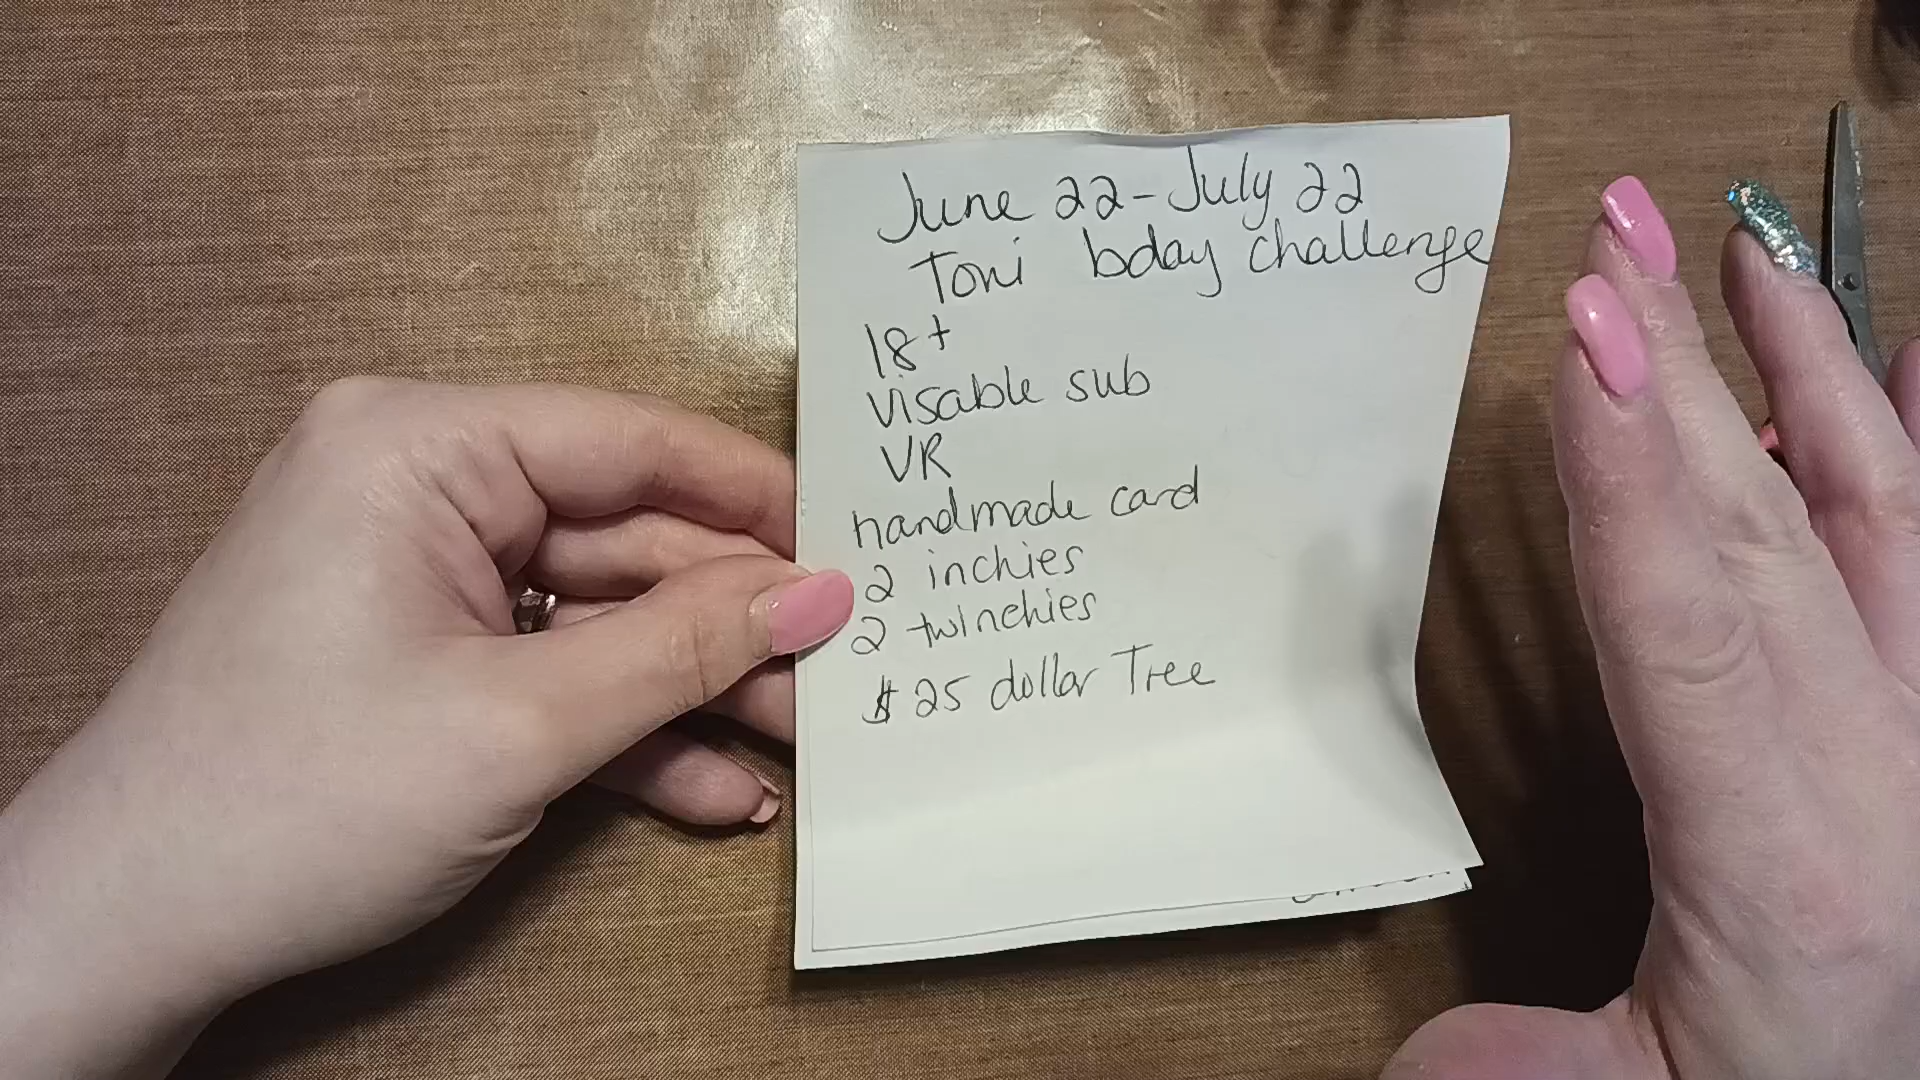 June 22-July 22
Toni bday challenge
18+
visable sub
VR
handmade card
2 inchies
2 twinchies
$25 dollar Tree